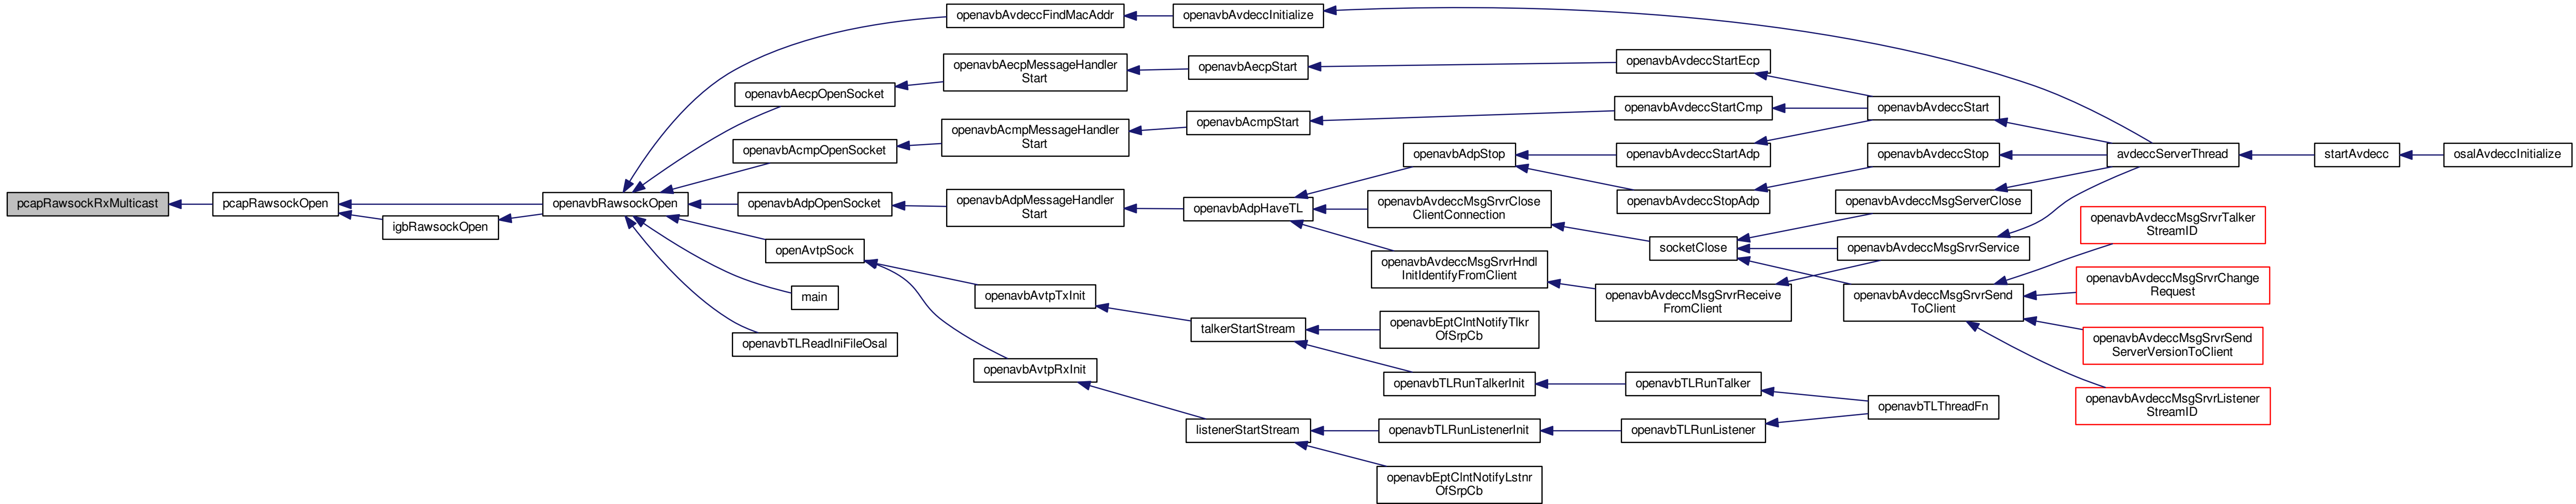 pcapRawsockRxMulticast
pcapRawsockOpen
igbRawsockOpen
openavbRawsockOpen
openavbAvdeccFindMacAddr
openavbAvdeccInitialize
openavbAecpOpenSocket
openavbAecpMessageHandler
Start
openavbAecpStart
openavbAvdeccStartEcp
openavbAcmpOpenSocket
openavbAcmpMessageHandler
Start
openavbAcmpStart
openavbAvdeccStartCmp
openavbAvdeccStart
openavbAdpOpenSocket
openavbAdpMessageHandler
Start
openavbAdpHaveTL
openavbAdpStop
openavbAvdeccStartAdp
openavbAvdeccStopAdp
openavbAvdeccStop
avdeccServerThread
startAvdecc
osalAvdeccInitialize
openavbAvdeccMsgSrvrClose
ClientConnection
socketClose
openavbAvdeccMsgServerClose
openavbAvdeccMsgSrvrService
openavbAvdeccMsgSrvrHndl
InitIdentifyFromClient
openavbAvdeccMsgSrvrReceive
FromClient
openavbAvdeccMsgSrvrSend
ToClient
openavbAvdeccMsgSrvrTalker
StreamID
openavbAvdeccMsgSrvrChange
Request
openavbAvdeccMsgSrvrSend
ServerVersionToClient
openavbAvdeccMsgSrvrListener
StreamID
openAvtpSock
main
openavbTLReadIniFileOsal
openavbAvtpTxInit
openavbAvtpRxInit
talkerStartStream
openavbEptClntNotifyTlkr
OfSrpCb
openavbTLRunTalkerInit
openavbTLRunTalker
openavbTLThreadFn
listenerStartStream
openavbTLRunListenerInit
openavbTLRunListener
openavbEptClntNotifyLstnr
OfSrpCb